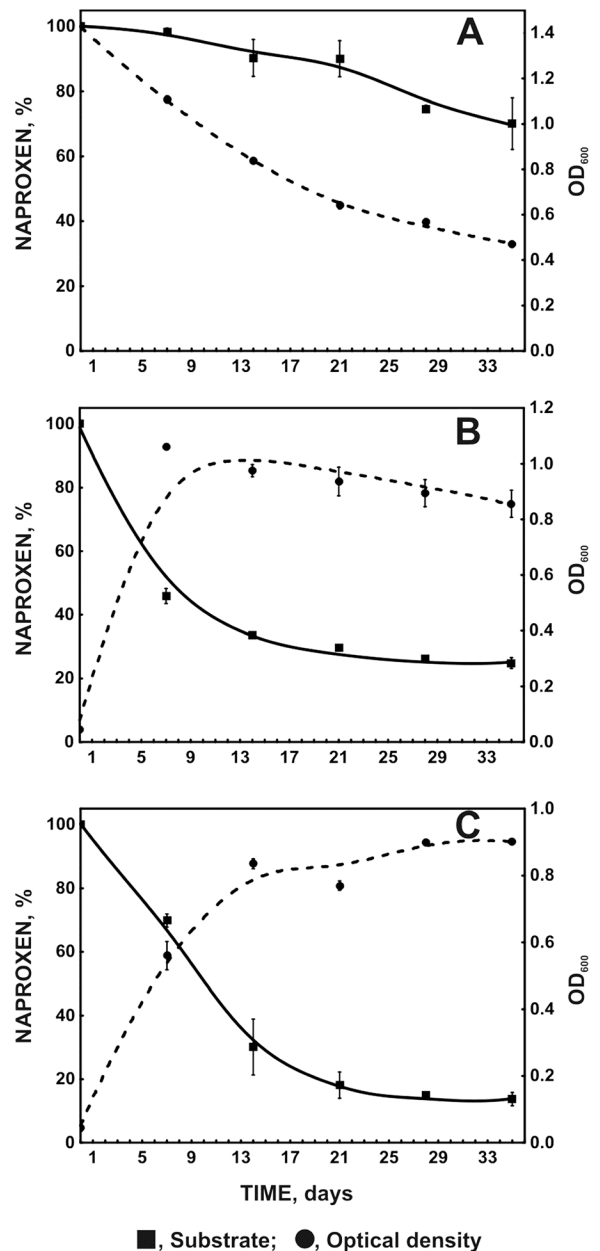 A
100
80
60
40
20
0
NAPROXEN, %
1.4
1.2
1.0
0.8
0.6
0.4
0.2
0.0
OD600
1 5 9 13 17 21 25 29 33
B
100
80
60
40
20
0
NAPROXEN, %
1.2
1.0
0.8
0.6
0.4
0.2
0.0
OD600
1 5 9 13 17 21 25 29 33
C
100
80
60
40
20
0
NAPROXEN, %
1.0
0.8
0.6
0.4
0.2
0.0
OD600
1 5 9 13 17 21 25 29 33
TIME, days
■, Substrate; ●, Optical density